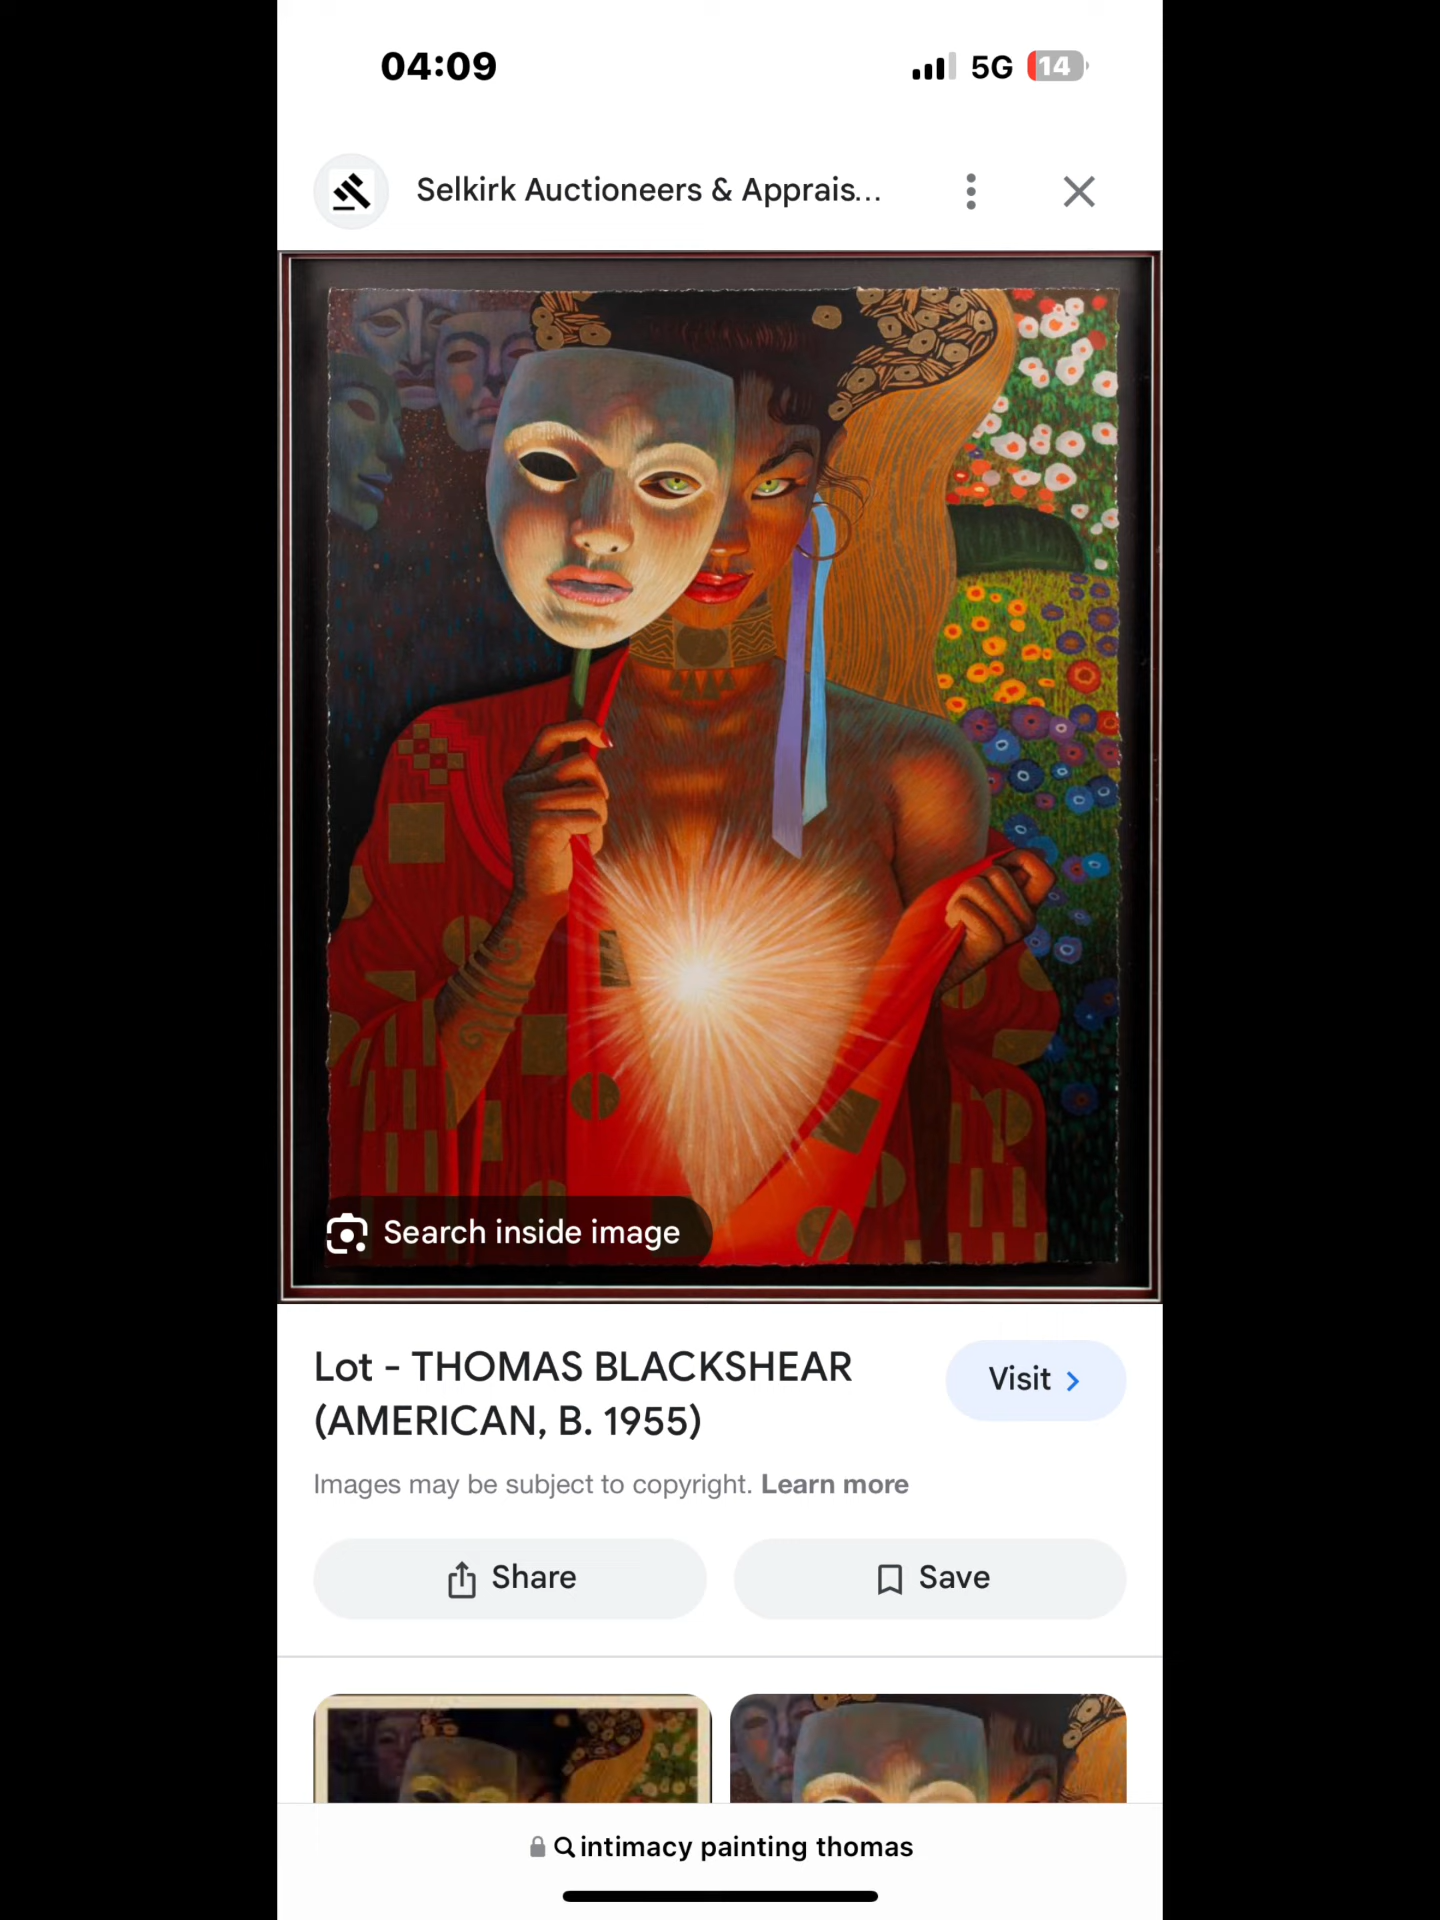 04:09
5G 14
Selkirk Auctioneers & Apprais...
Search inside image
Lot - THOMAS BLACKSHEAR
(AMERICAN, B. 1955)
Visit
Images may be subject to copyright. Learn more
Share
Save
intimacy painting thomas